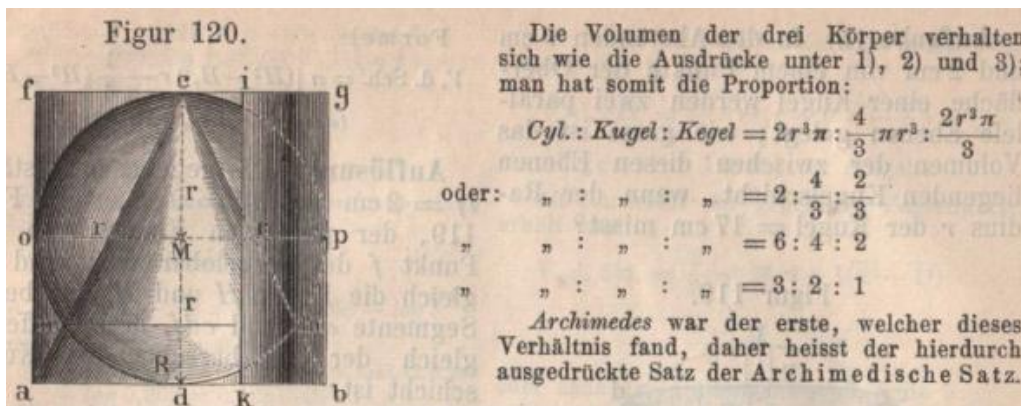 Figur 120.
f e i g
r
o r M r p
r
R
a d k b
Die Volumen der drei Körper verhalten
sich wie die Ausdrücke unter 1), 2) und 3);
man hat somit die Proportion:
Cyl. : Kugel : Kegel = 2r³π : 4/3 πr³ : 2r³π/3
oder: „ : „ : „ = 2 : 4/3 : 2/3
„ „ : „ : „ = 6 : 4 : 2
„ „ : „ : „ = 3 : 2 : 1
Archimedes war der erste, welcher dieses
Verhältnis fand, daher heisst der hierdurch
ausgedrückte Satz der Archimedische Satz.